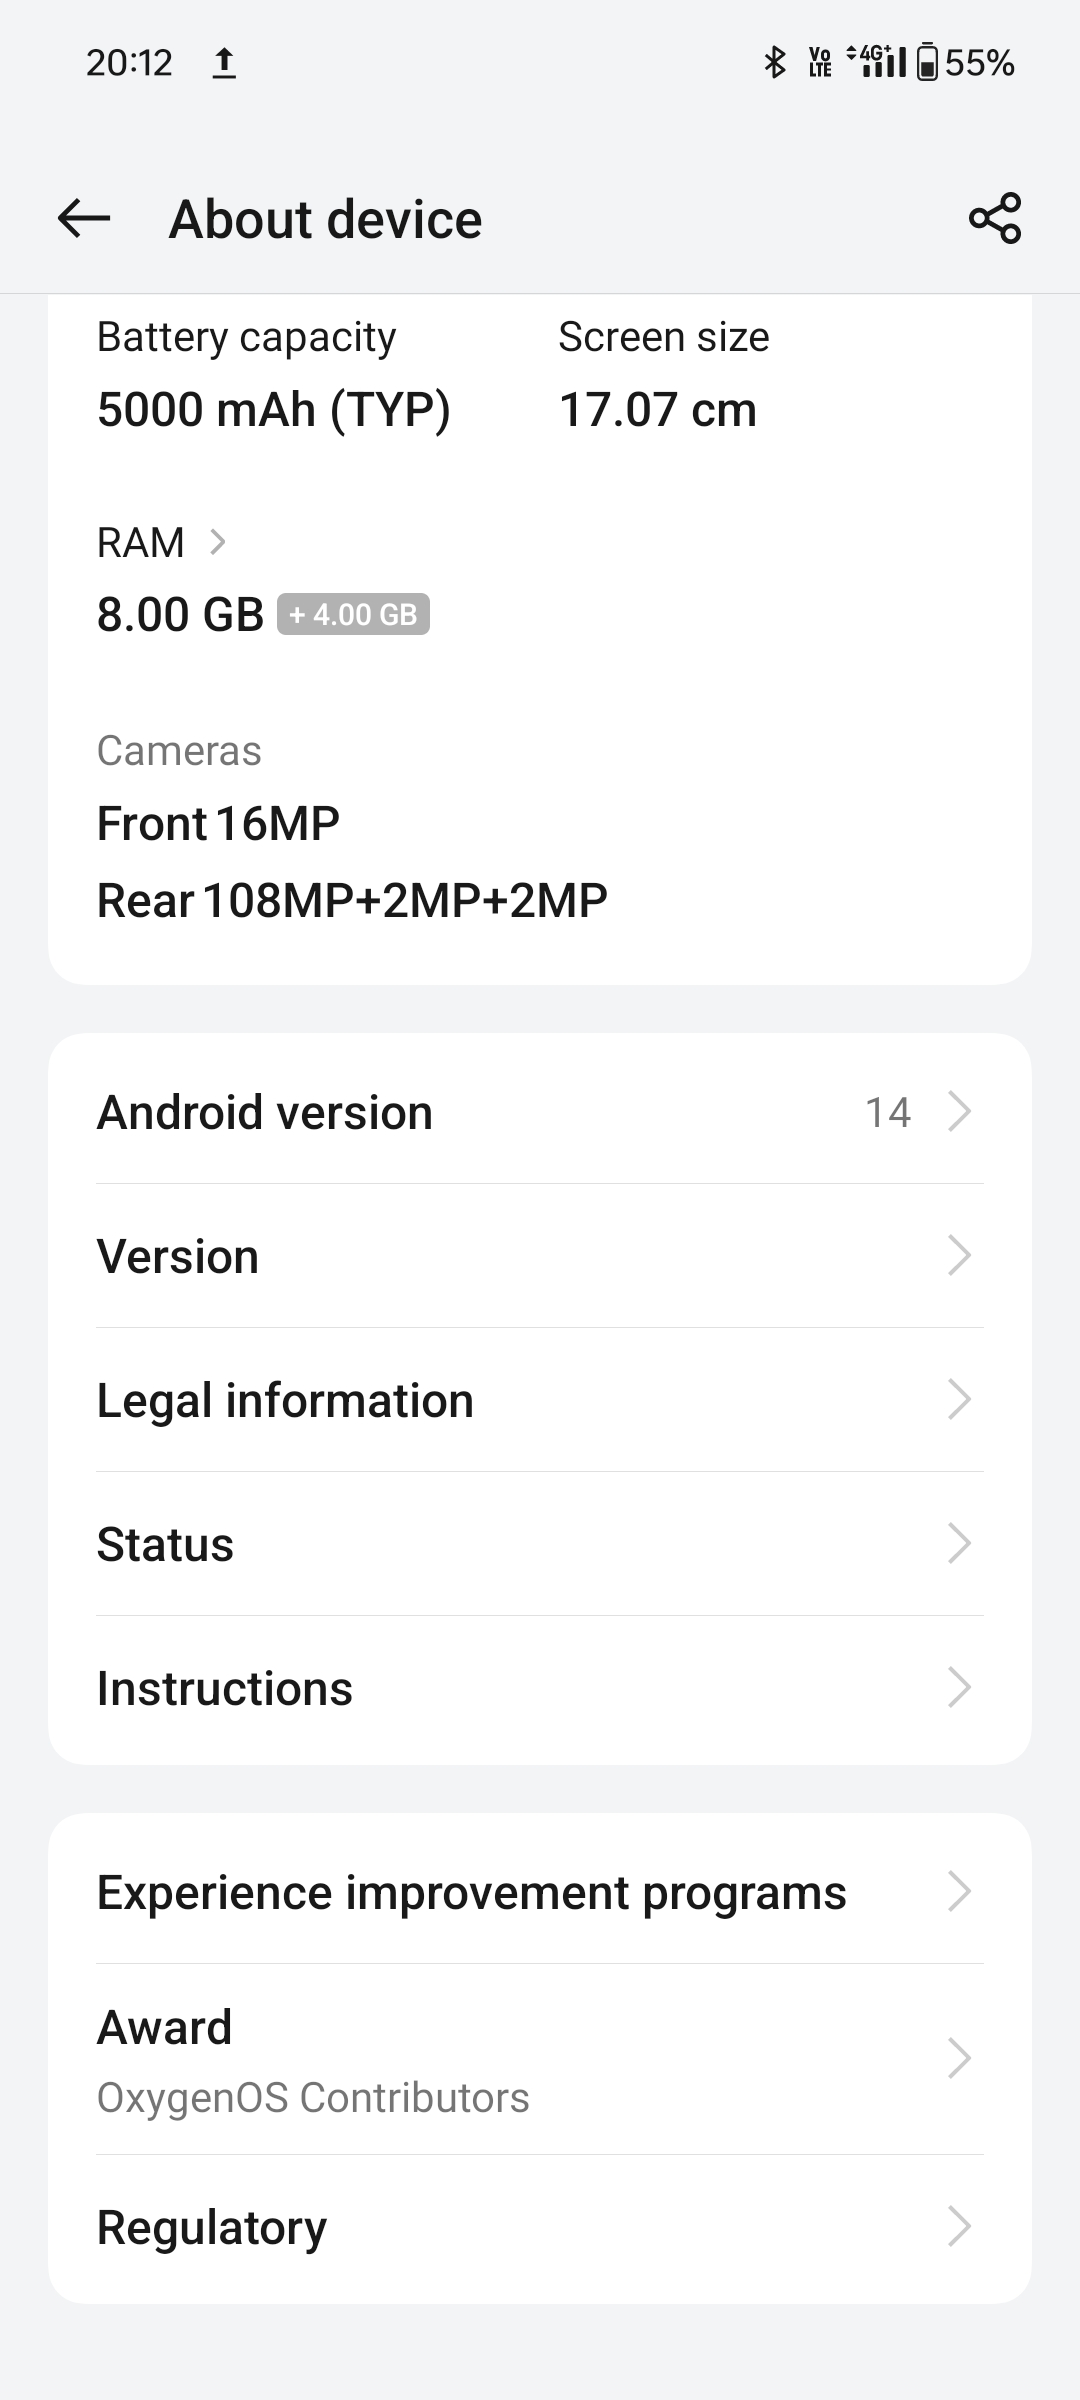 20:12
Vo LTE 4G+ 55%
About device
Battery capacity Screen size
5000 mAh (TYP) 17.07 cm
RAM
8.00 GB + 4.00 GB
Cameras
Front 16MP
Rear 108MP+2MP+2MP
Android version 14
Version
Legal information
Status
Instructions
Experience improvement programs
Award
OxygenOS Contributors
Regulatory